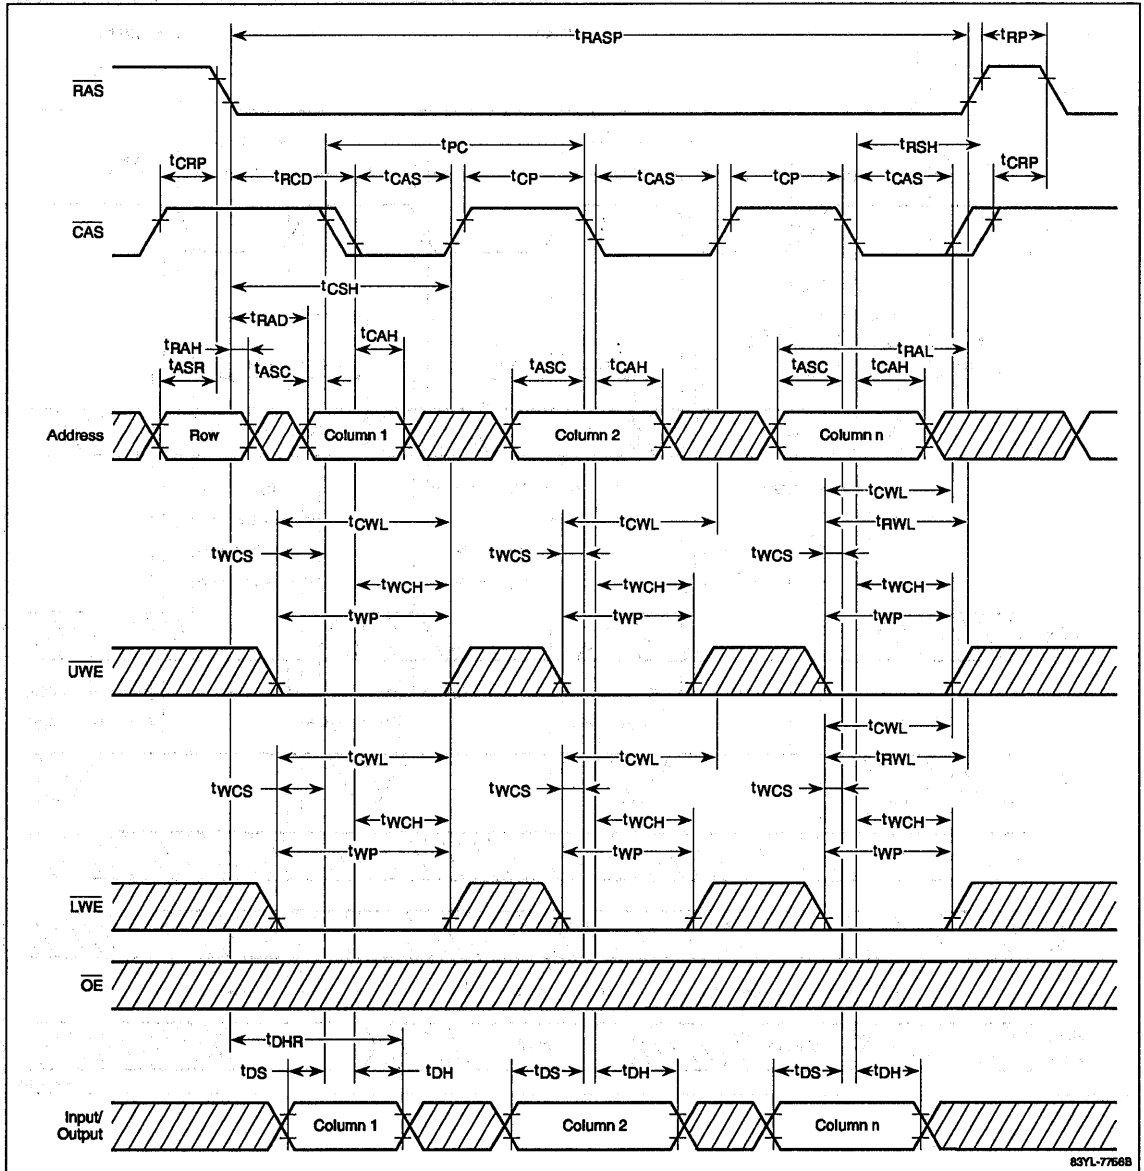 tRASP
tRP
RAS
tPC
tRSH
tCRP
tRCD
tCAS
tCP
tCAS
tCP
tCAS
tCRP
CAS
tCSH
tRAD
tRAH
tCAH
tRAL
tASR
tASC
tASC
tCAH
tASC
tCAH
Address
Row
Column 1
Column 2
Column n
tCWL
tCWL
tCWL
tRWL
tWCS
tWCS
tWCS
tWCH
tWCH
tWCH
tWP
tWP
tWP
UWE
tCWL
tCWL
tCWL
tRWL
tWCS
tWCS
tWCS
tWCH
tWCH
tWCH
tWP
tWP
tWP
LWE
OE
tDHR
tDS
tDH
tDS
tDH
tDS
tDH
Input/
Output
Column 1
Column 2
Column n
83YL-7756B